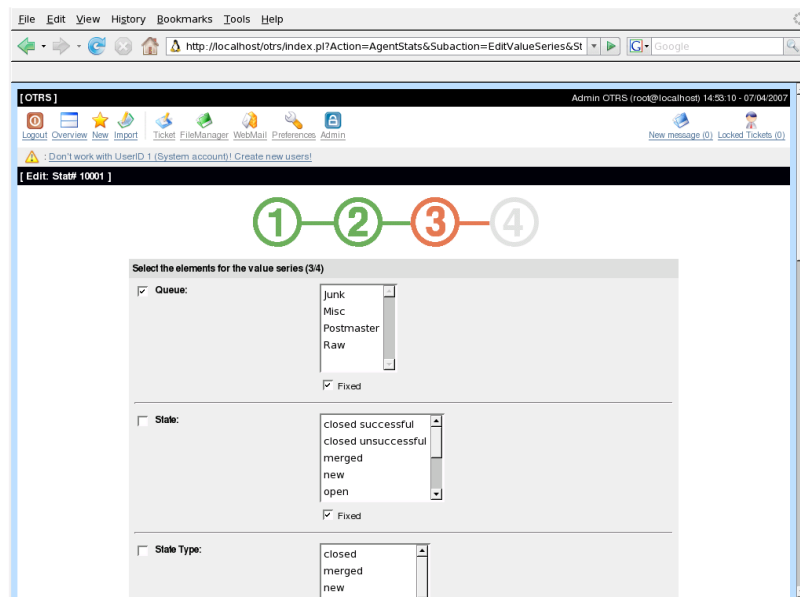 File Edit View History Bookmarks Tools Help
http://localhost/otrs/index.pl?Action=AgentStats&Subaction=EditValueSeries&St
G Google
[ OTRS ] Admin OTRS (root@localhost) 14:53:10 - 07/04/2007
Logout Overview New Import Ticket FileManager WebMail Preferences Admin New message (0) Locked Tickets (0)
: Don't work with UserID 1 (System account)! Create new users!
[ Edit: Stat# 10001 ]
1 2 3 4
Select the elements for the value series (3/4)
Queue:
Junk
Misc
Postmaster
Raw
Fixed
State:
closed successful
closed unsuccessful
merged
new
open
Fixed
State Type:
closed
merged
new